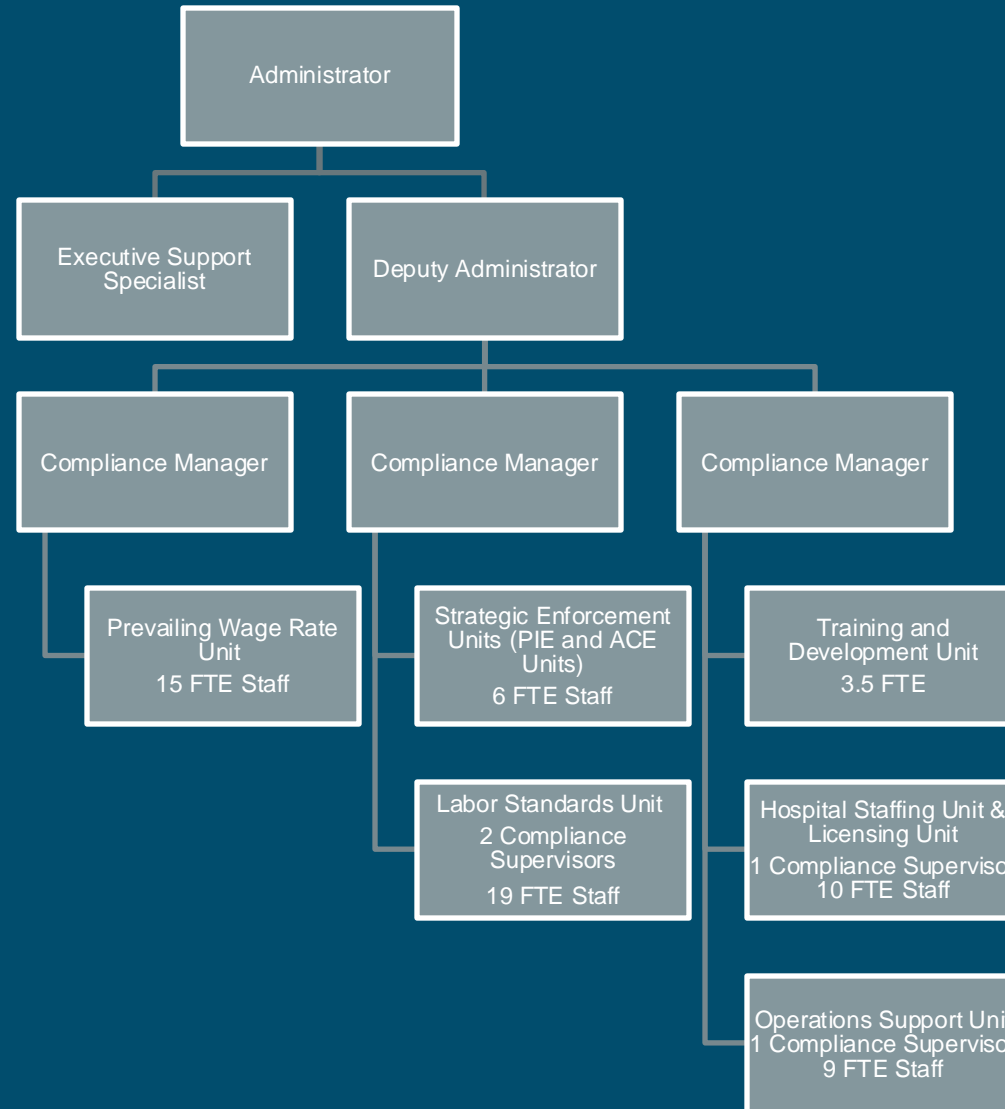 Administrator
Executive Support
Specialist
Deputy Administrator
Compliance Manager
Compliance Manager
Compliance Manager
Prevailing Wage Rate
Unit
15 FTE Staff
Strategic Enforcement
Units (PIE and ACE
Units)
6 FTE Staff
Training and
Development Unit
3.5 FTE
Labor Standards Unit
2 Compliance
Supervisors
19 FTE Staff
Hospital Staffing Unit &
Licensing Unit
1 Compliance
10 FTE Staff
Operations Support
1 Compliance
9 FTE Staff